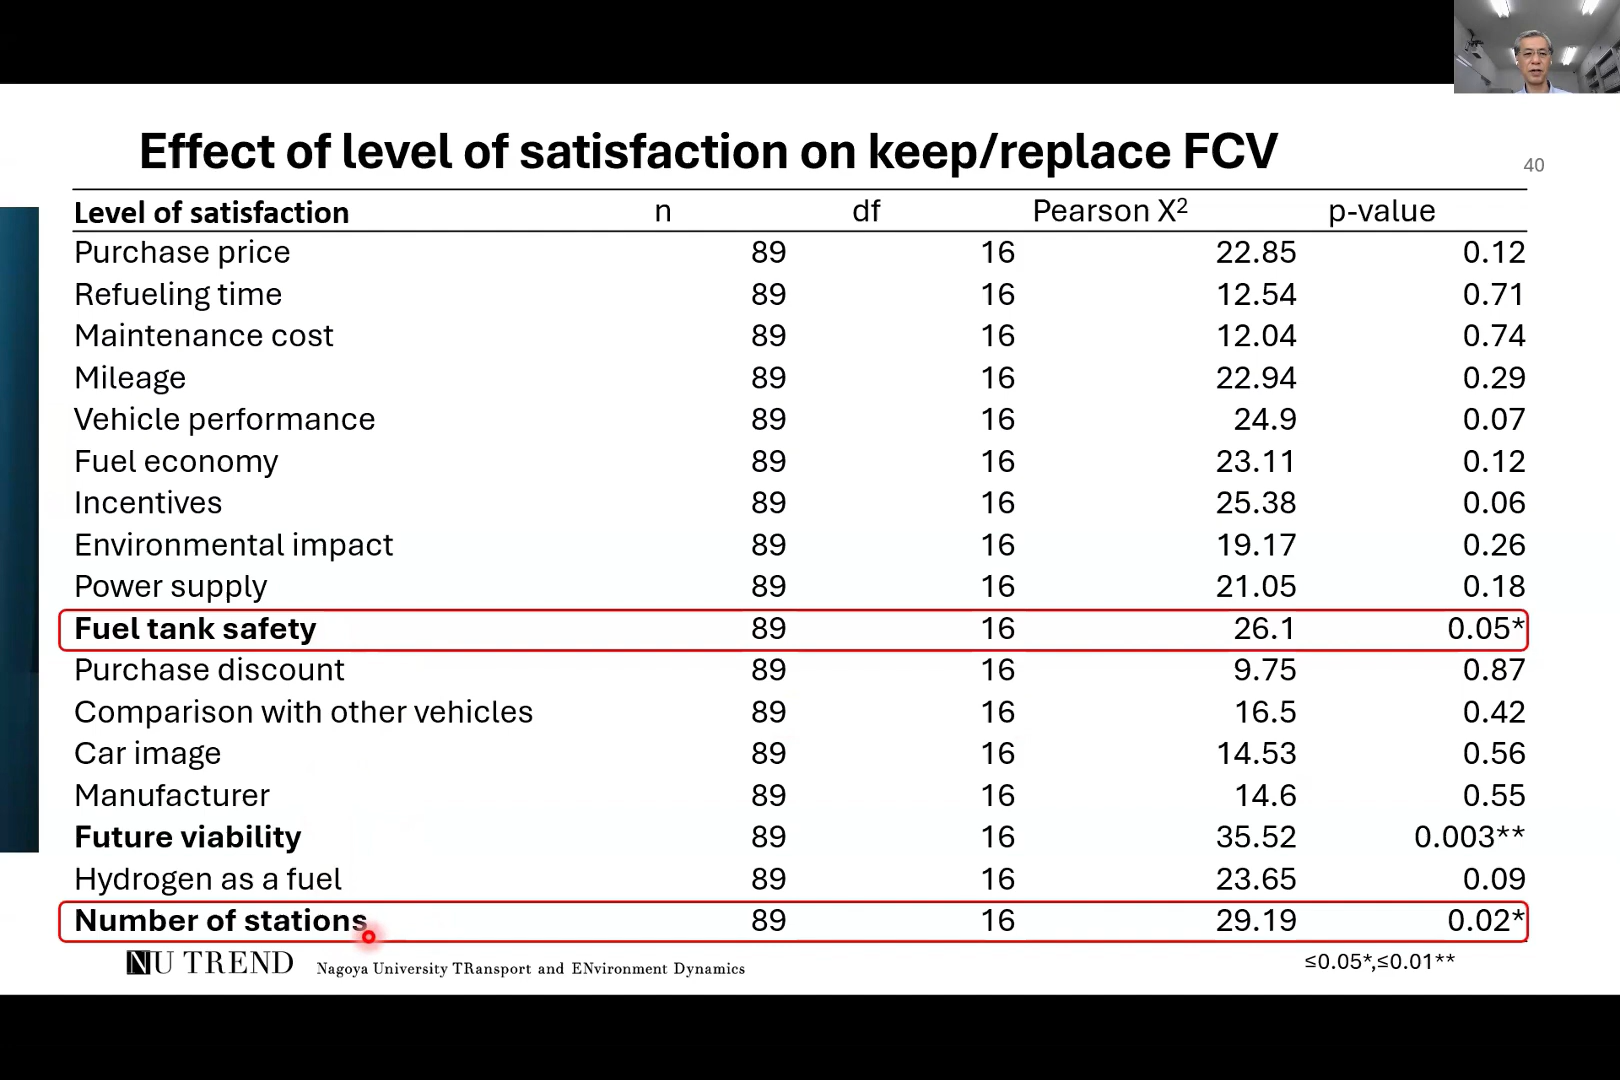 Effect of level of satisfaction on keep/replace FCV
40
Level of satisfaction n df Pearson X² p-value
Purchase price 89 16 22.85 0.12
Refueling time 89 16 12.54 0.71
Maintenance cost 89 16 12.04 0.74
Mileage 89 16 22.94 0.29
Vehicle performance 89 16 24.9 0.07
Fuel economy 89 16 23.11 0.12
Incentives 89 16 25.38 0.06
Environmental impact 89 16 19.17 0.26
Power supply 89 16 21.05 0.18
Fuel tank safety 89 16 26.1 0.05*
Purchase discount 89 16 9.75 0.87
Comparison with other vehicles 89 16 16.5 0.42
Car image 89 16 14.53 0.56
Manufacturer 89 16 14.6 0.55
Future viability 89 16 35.52 0.003**
Hydrogen as a fuel 89 16 23.65 0.09
Number of stations 89 16 29.19 0.02*
NU TREND Nagoya University TRansport and ENvironment Dynamics
≤0.05*,≤0.01**